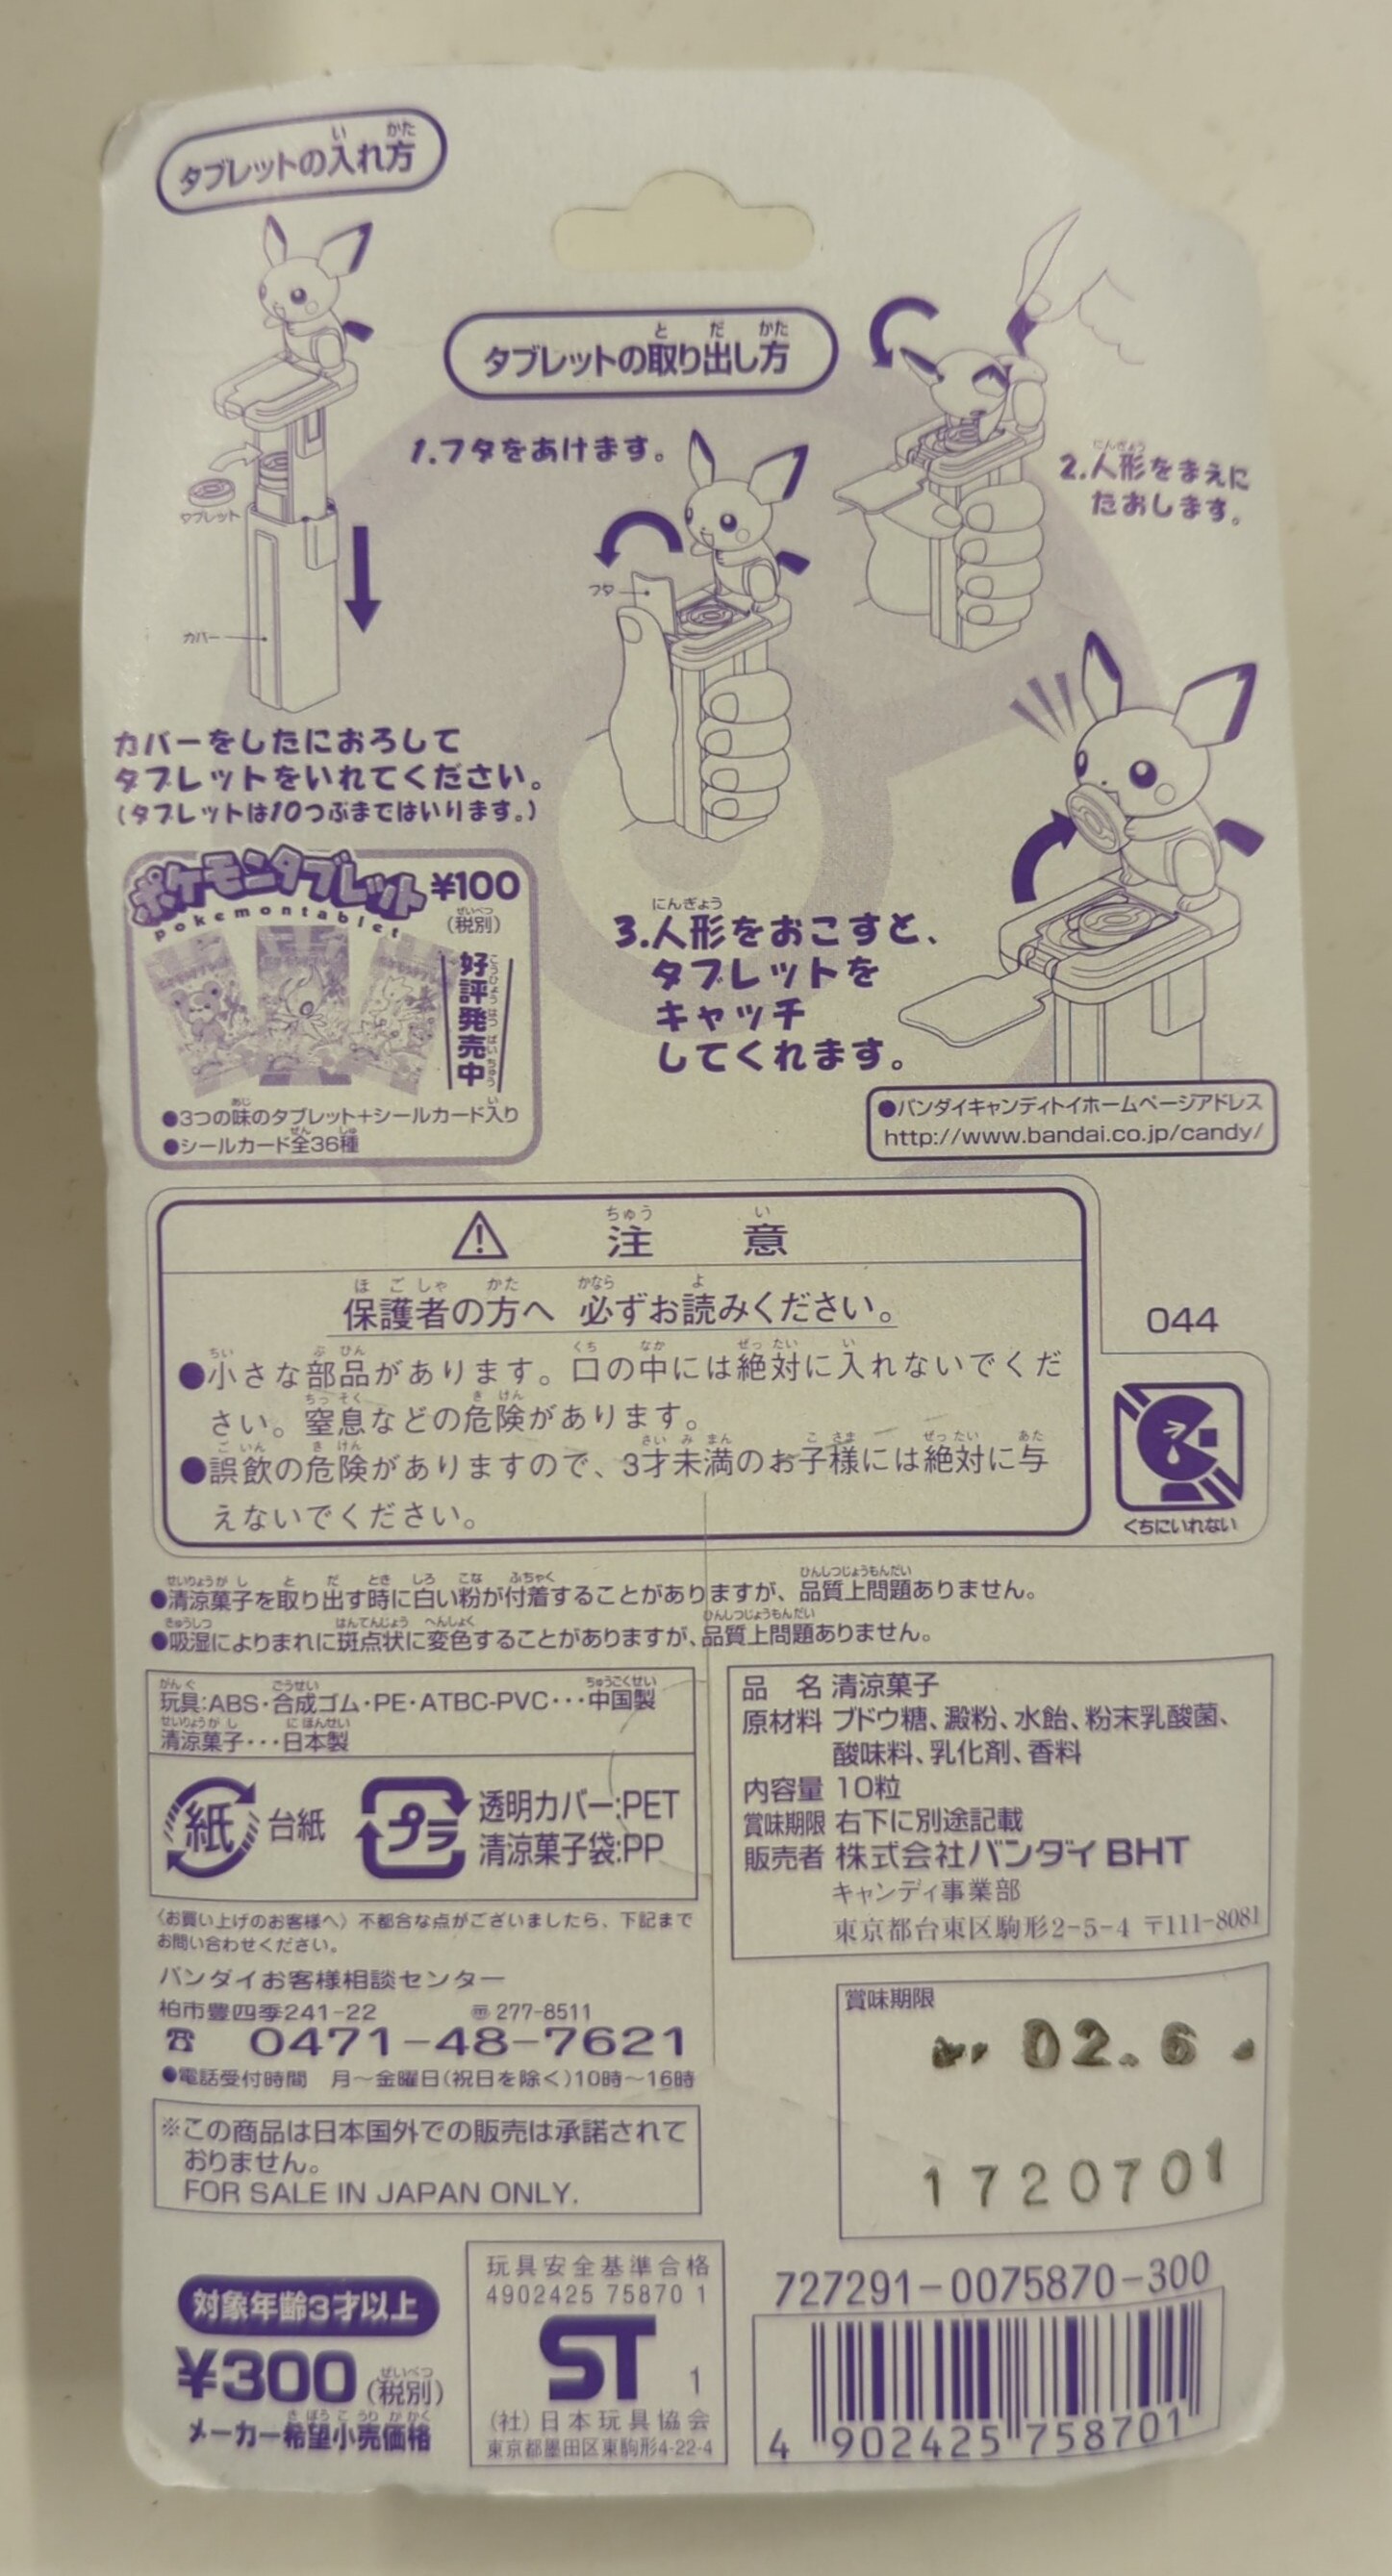 タブレットの入れ方
タブレット
カバー
カバーをしたにおろして
タブレットをいれてください。
(タブレットは10つぶまではいります。)
タブレットの取り出し方
1.フタをあけます。
フタ
2.人形をまえに
たおします。
3.人形をおこすと、
タブレットを
キャッチ
してくれます。
ポケモンタブレット ¥100
pokemontablet (税別)
好評発売中
●3つの味のタブレット+シールカード入り
●シールカード全36種
●バンダイキャンディトイホームページアドレス
http://www.bandai.co.jp/candy/
注意
保護者の方へ 必ずお読みください。
●小さな部品があります。口の中には絶対に入れないでくだ
さい。窒息などの危険があります。
●誤飲の危険がありますので、3才未満のお子様には絶対に与
えないでください。
044
くちにいれない
●清涼菓子を取り出す時に白い粉が付着することがありますが、品質上問題ありません。
●吸湿によりまれに斑点状に変色することがありますが、品質上問題ありません。
玩具:ABS・合成ゴム・PE・ATBC-PVC・・・中国製
清涼菓子・・・日本製
紙 台紙
プラ 透明カバー:PET
清涼菓子袋:PP
品 名 清涼菓子
原材料 ブドウ糖、澱粉、水飴、粉末乳酸菌、
酸味料、乳化剤、香料
内容量 10粒
賞味期限 右下に別途記載
販売者 株式会社バンダイ BHT
キャンディ事業部
東京都台東区駒形2-5-4 〒111-8081
〈お買い上げのお客様へ〉不都合な点がございましたら、下記まで
お問い合わせください。
バンダイお客様相談センター
柏市豊四季241-22 〠277-8511
☎ 0471-48-7621
●電話受付時間 月〜金曜日(祝日を除く)10時〜16時
※この商品は日本国外での販売は承諾されて
おりません。
FOR SALE IN JAPAN ONLY.
賞味期限
02.6.
1720701
対象年齢3才以上
¥300(税別)
メーカー希望小売価格
玩具安全基準合格
4902425 75870 1
ST 1
(社)日本玩具協会
東京都墨田区東駒形4-22-4
727291-0075870-300
4 902425 758701